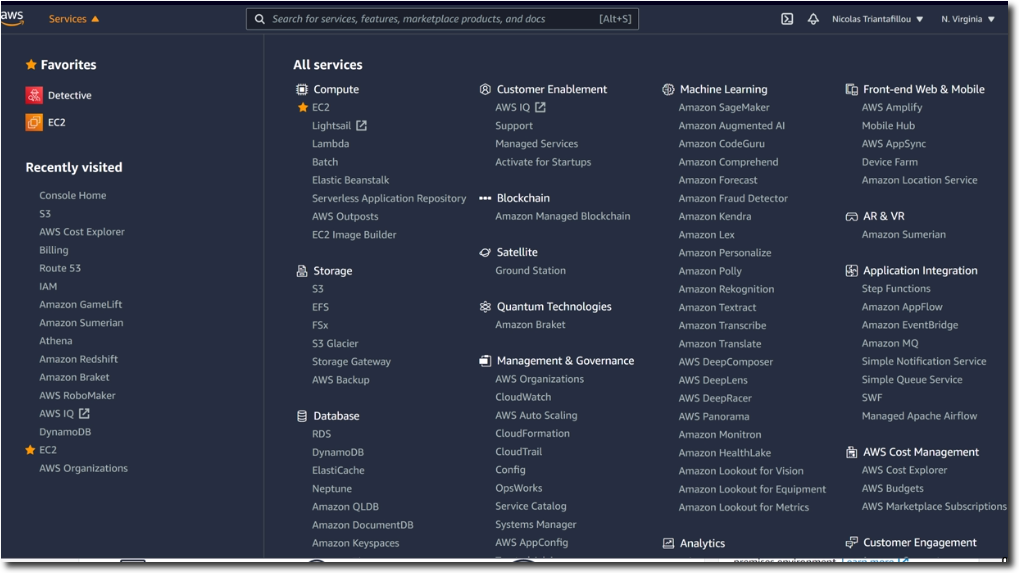 aws
Services
Search for services, features, marketplace products, and docs
[Alt+S]
Nicolas Triantafillou
N. Virginia
Favorites
Detective
EC2
Recently visited
Console Home
S3
AWS Cost Explorer
Billing
Route 53
IAM
Amazon GameLift
Amazon Sumerian
Athena
Amazon Redshift
Amazon Braket
AWS RoboMaker
AWS IQ
DynamoDB
EC2
AWS Organizations
All services
Compute
EC2
Lightsail
Lambda
Batch
Elastic Beanstalk
Serverless Application Repository
AWS Outposts
EC2 Image Builder
Storage
S3
EFS
FSx
S3 Glacier
Storage Gateway
AWS Backup
Database
RDS
DynamoDB
ElastiCache
Neptune
Amazon QLDB
Amazon DocumentDB
Amazon Keyspaces
Customer Enablement
AWS IQ
Support
Managed Services
Activate for Startups
Blockchain
Amazon Managed Blockchain
Satellite
Ground Station
Quantum Technologies
Amazon Braket
Management & Governance
AWS Organizations
CloudWatch
AWS Auto Scaling
CloudFormation
CloudTrail
Config
OpsWorks
Service Catalog
Systems Manager
AWS AppConfig
Machine Learning
Amazon SageMaker
Amazon Augmented AI
Amazon CodeGuru
Amazon Comprehend
Amazon Forecast
Amazon Fraud Detector
Amazon Kendra
Amazon Lex
Amazon Personalize
Amazon Polly
Amazon Rekognition
Amazon Textract
Amazon Transcribe
Amazon Translate
AWS DeepComposer
AWS DeepLens
AWS DeepRacer
AWS Panorama
Amazon Monitron
Amazon HealthLake
Amazon Lookout for Vision
Amazon Lookout for Equipment
Amazon Lookout for Metrics
Analytics
Front-end Web & Mobile
AWS Amplify
Mobile Hub
AWS AppSync
Device Farm
Amazon Location Service
AR & VR
Amazon Sumerian
Application Integration
Step Functions
Amazon AppFlow
Amazon EventBridge
Amazon MQ
Simple Notification Service
Simple Queue Service
SWF
Managed Apache Airflow
AWS Cost Management
AWS Cost Explorer
AWS Budgets
AWS Marketplace Subscriptions
Customer Engagement